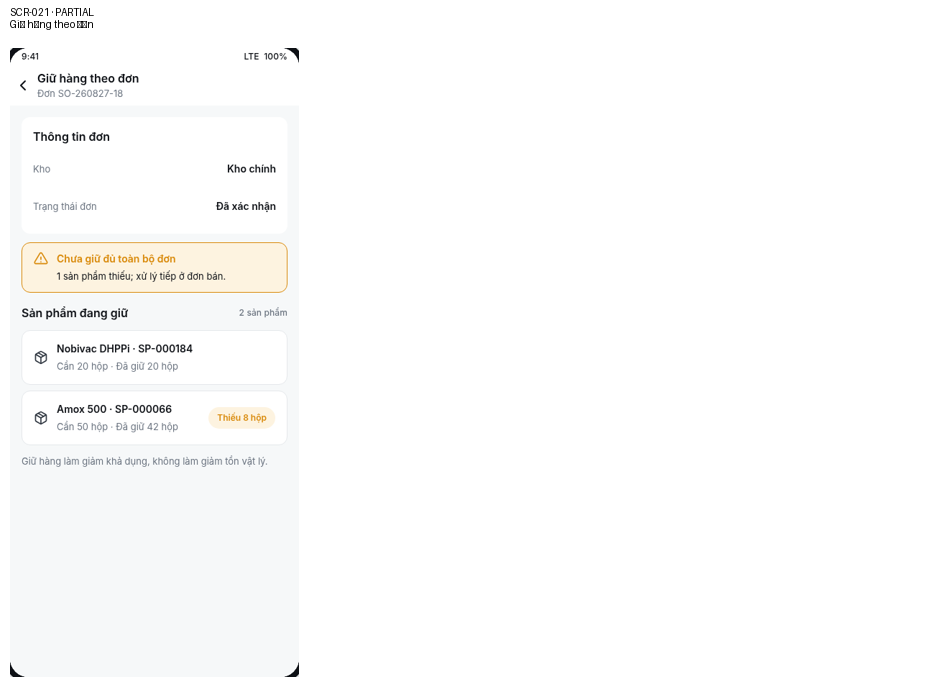 SCR-021 · PARTIAL
9:41
LTE 100%
Giữ hàng theo đơn
Đơn SO-260827-18
Thông tin đơn
Kho
Kho chính
Trạng thái đơn
Đã xác nhận
Chưa giữ đủ toàn bộ đơn
1 sản phẩm thiếu; xử lý tiếp ở đơn bán.
Sản phẩm đang giữ
2 sản phẩm
Nobivac DHPPi · SP-000184
Cần 20 hộp · Đã giữ 20 hộp
Amox 500 · SP-000066
Thiếu 8 hộp
Cần 50 hộp · Đã giữ 42 hộp
Giữ hàng làm giảm khả dụng, không làm giảm tồn vật lý.